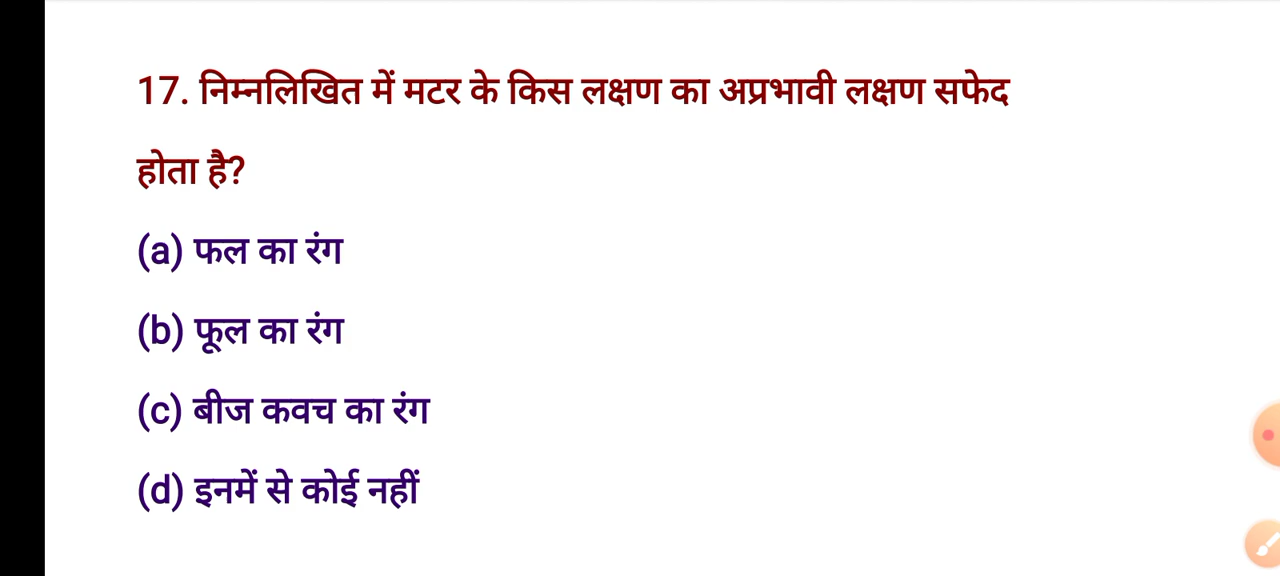 17. निम्नलिखित में मटर के किस लक्षण का अप्रभावी लक्षण सफेद
होता है?
(a) फल का रंग
(b) फूल का रंग
(c) बीज कवच का रंग
(d) इनमें से कोई नहीं